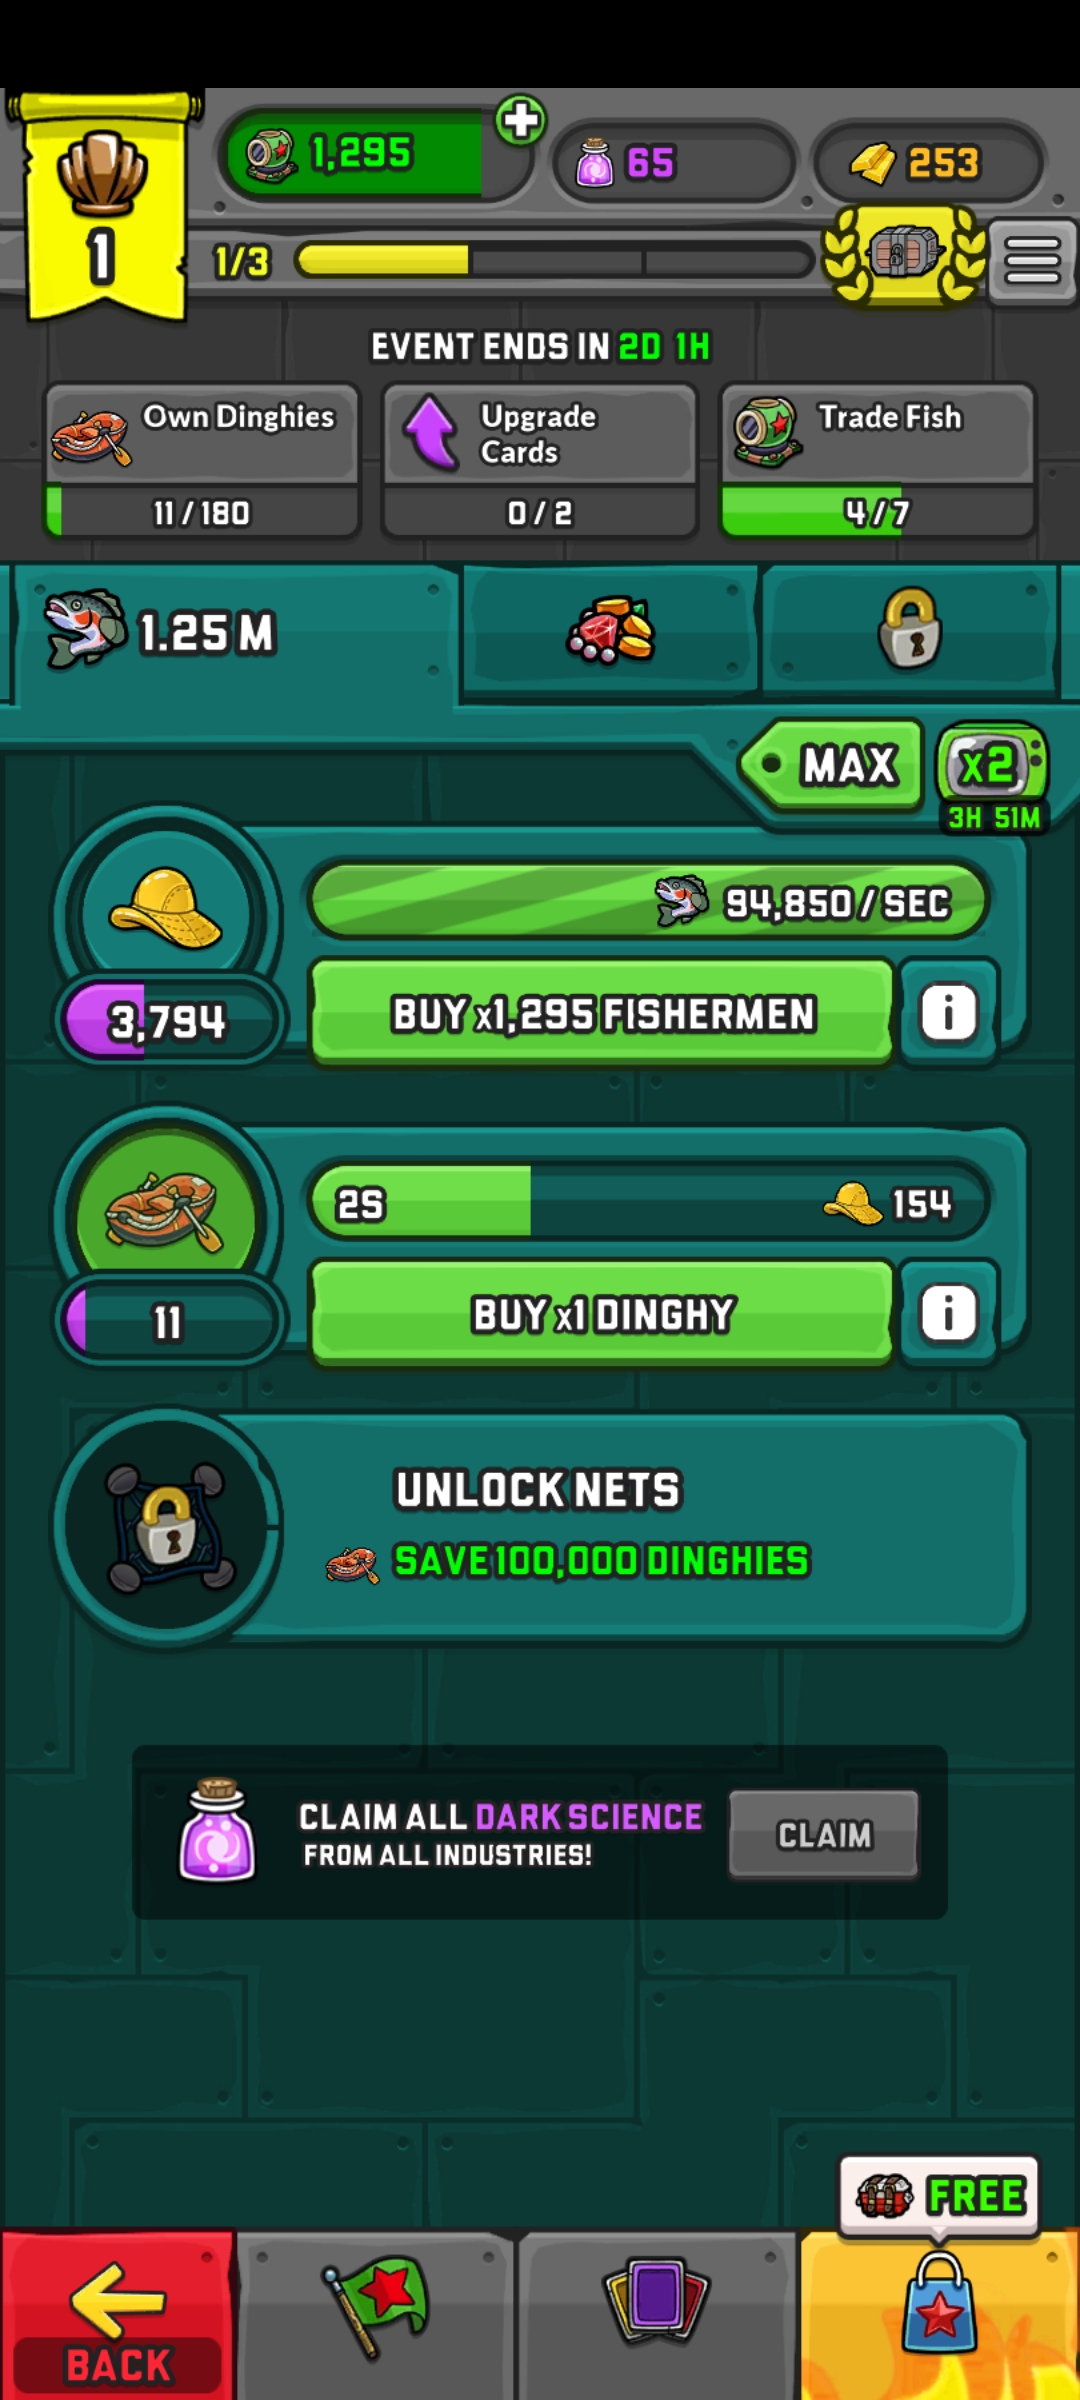 1,295
65
253
1
1/3
EVENT ENDS IN 2D 1H
Own Dinghies
11/180
Upgrade
Cards
0/2
Trade Fish
4/7
1.25 M
MAX
x2
3H 51M
94,850/SEC
3,794
BUY x1,295 FISHERMEN
i
2S
154
11
BUY x1 DINGHY
i
UNLOCK NETS
SAVE 100,000 DINGHIES
CLAIM ALL DARK SCIENCE
FROM ALL INDUSTRIES!
CLAIM
FREE
BACK